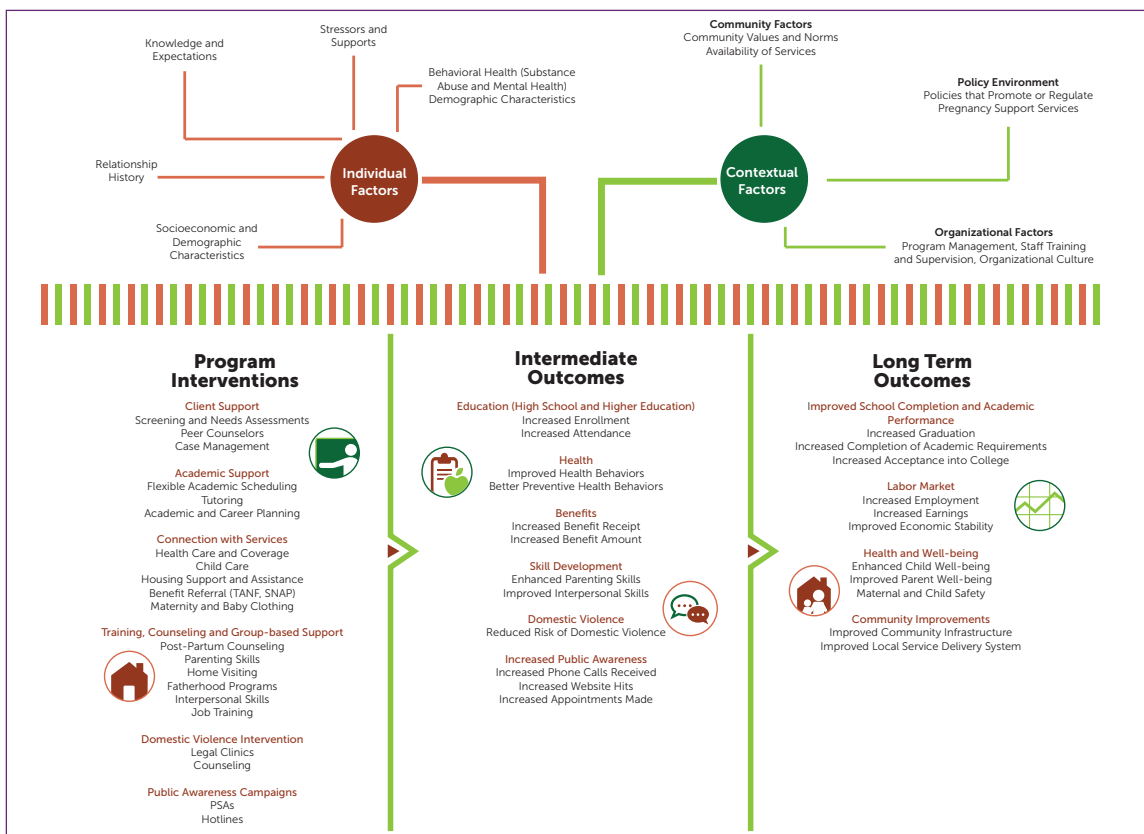 Knowledge and
Expectations
Stressors and
Supports
Behavioral Health (Substance
Abuse and Mental Health)
Demographic Characteristics
Relationship
History
Socioeconomic and
Demographic
Characteristics
Individual
Factors
Community Factors
Community Values and Norms
Availability of Services
Policy Environment
Policies that Promote or Regulate
Pregnancy Support Services
Contextual
Factors
Organizational Factors
Program Management, Staff Training
and Supervision, Organizational Culture
Program
Interventions
Client Support
Screening and Needs Assessments
Peer Counselors
Case Management
Academic Support
Flexible Academic Scheduling
Tutoring
Academic and Career Planning
Connection with Services
Health Care and Coverage
Child Care
Housing Support and Assistance
Benefit Referral (TANF, SNAP)
Maternity and Baby Clothing
Training, Counseling and Group-based Support
Post-Partum Counseling
Parenting Skills
Home Visiting
Fatherhood Programs
Interpersonal Skills
Job Training
Domestic Violence Intervention
Legal Clinics
Counseling
Public Awareness Campaigns
PSAs
Hotlines
Intermediate
Outcomes
Education (High School and Higher Education)
Increased Enrollment
Increased Attendance
Health
Improved Health Behaviors
Better Preventive Health Behaviors
Benefits
Increased Benefit Receipt
Increased Benefit Amount
Skill Development
Enhanced Parenting Skills
Improved Interpersonal Skills
Domestic Violence
Reduced Risk of Domestic Violence
Increased Public Awareness
Increased Phone Calls Received
Increased Website Hits
Increased Appointments Made
Long Term
Outcomes
Improved School Completion and Academic
Performance
Increased Graduation
Increased Completion of Academic Requirements
Increased Acceptance into College
Labor Market
Increased Employment
Increased Earnings
Improved Economic Stability
Health and Well-being
Enhanced Child Well-being
Improved Parent Well-being
Maternal and Child Safety
Community Improvements
Improved Community Infrastructure
Improved Local Service Delivery System